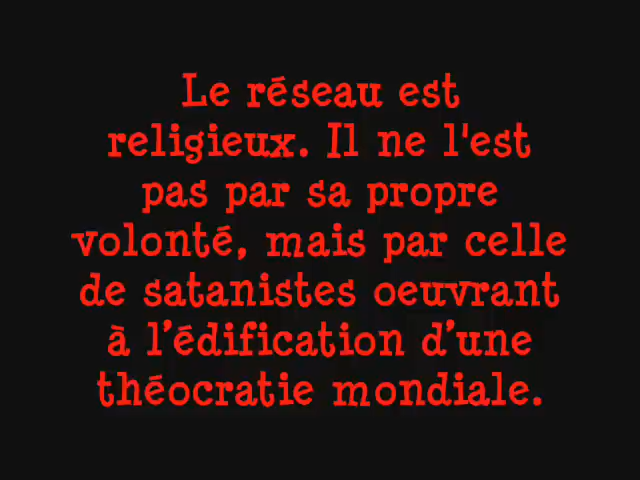 Le réseau est
religieux. Il ne l'est
pas par sa propre
volonté, mais par celle
de satanistes oeuvrant
à l’édification d’une
théocratie mondiale.